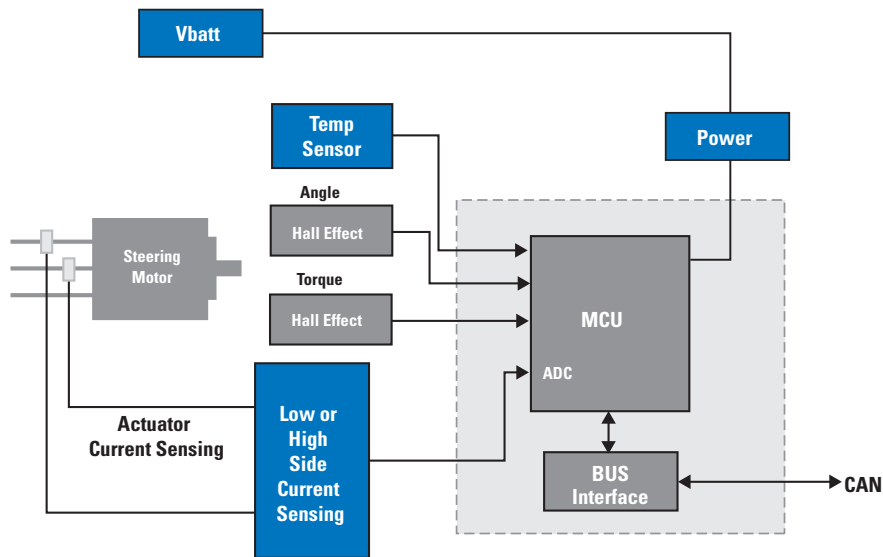 Vbatt
Temp
Sensor
Power
Angle
Hall Effect
Steering
Motor
Torque
Hall Effect
MCU
ADC
Actuator
Current Sensing
Low or
High
Side
Current
Sensing
BUS
Interface
CAN